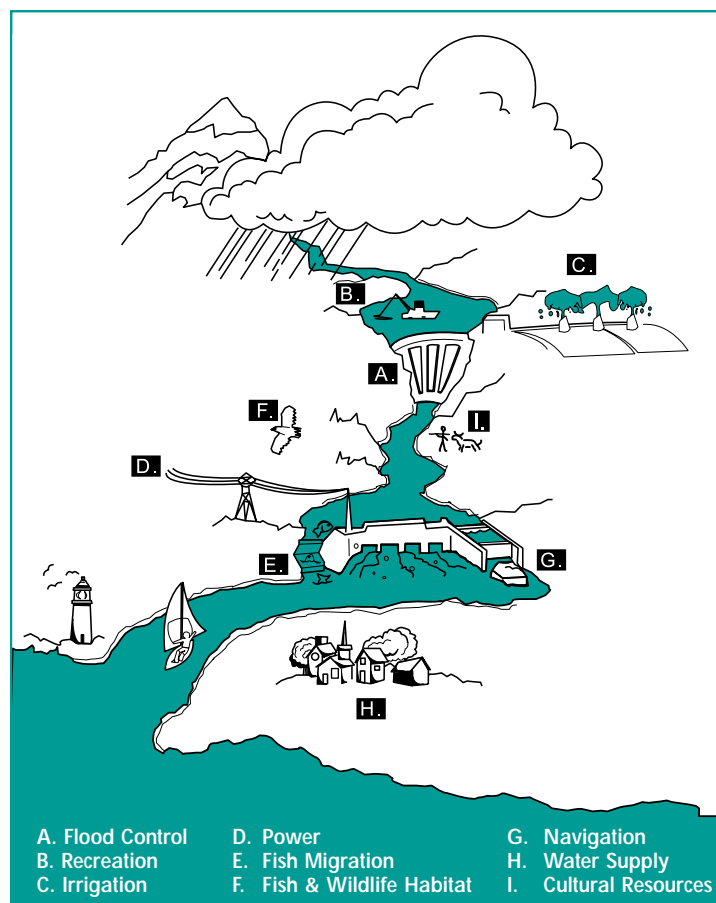 C.
B.
A.
F.
I.
D.
E.
G.
H.
A. Flood Control
B. Recreation
C. Irrigation
D. Power
E. Fish Migration
F. Fish & Wildlife Habitat
G. Navigation
H. Water Supply
I. Cultural Resources